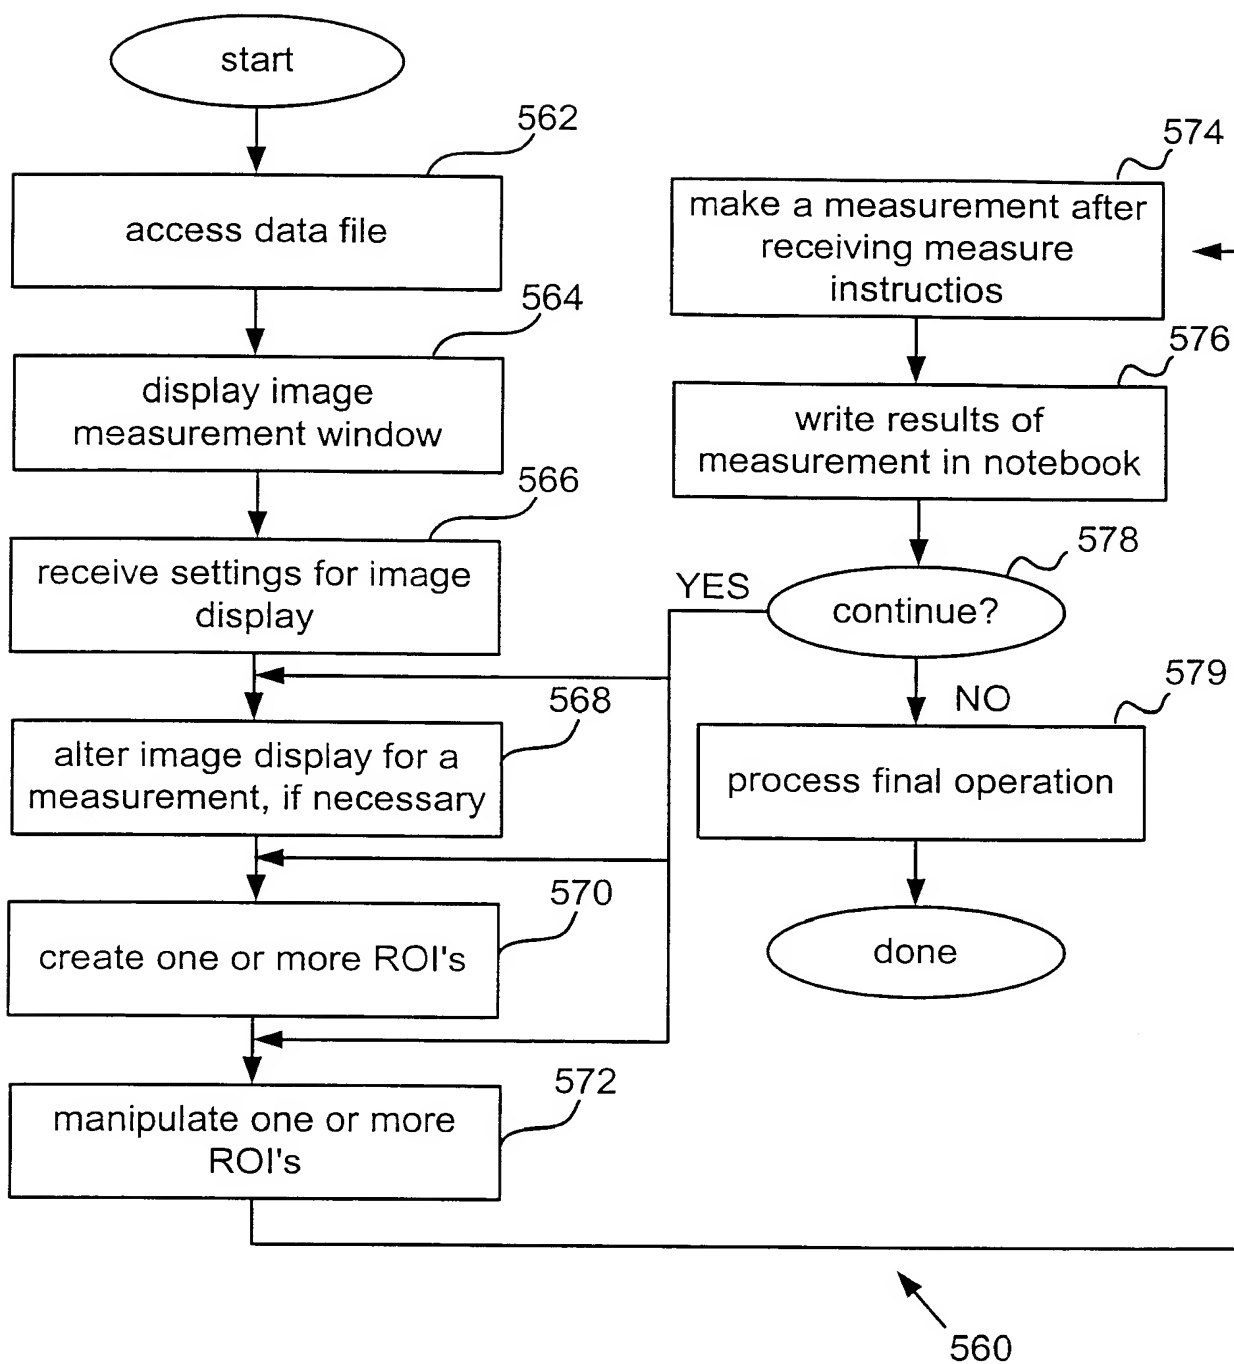 start
562
access data file
564
display image
measurement window
566
receive settings for image
display
568
alter image display for a
measurement, if necessary
570
create one or more ROI's
572
manipulate one or more
ROI's
574
make a measurement after
receiving measure
instructios
576
write results of
measurement in notebook
578
YES
continue?
NO
579
process final operation
done
560